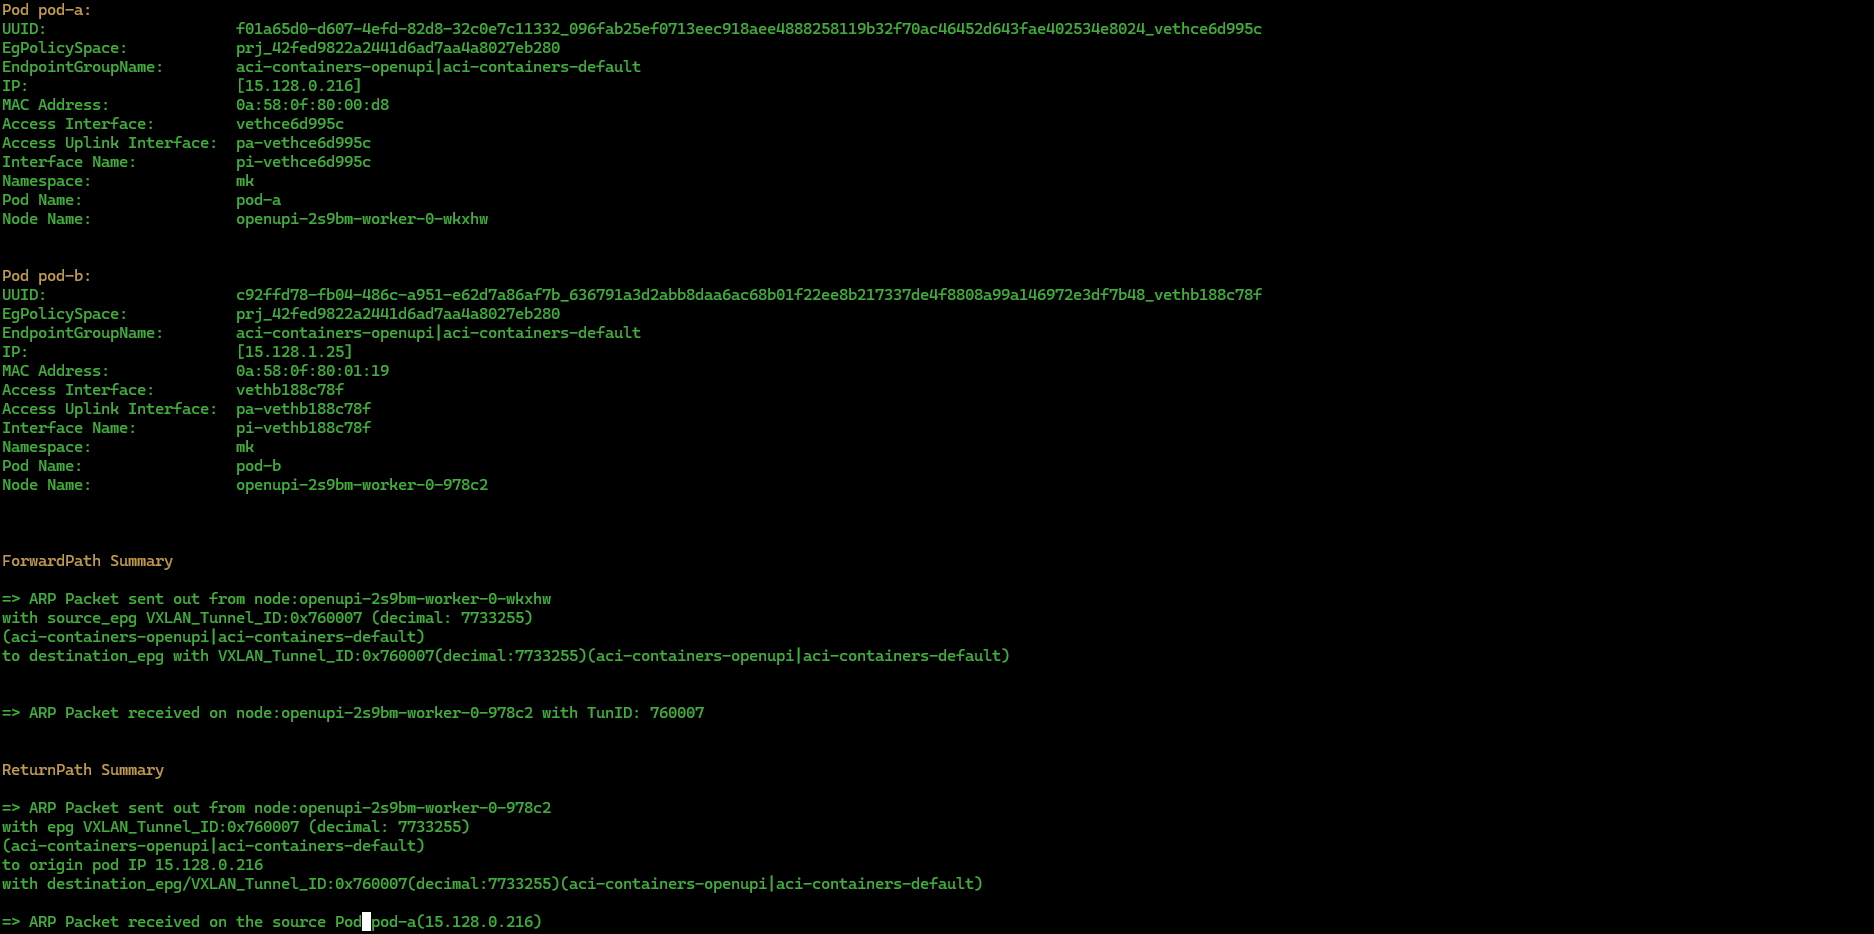 Pod pod-a:
UUID: f01a65d0-d607-4efd-82d8-32c0e7c11332_096fab25ef0713eec918aee4888258119b32f70ac46452d643fae402534e8024_vethce6d995c
EgPolicySpace: prj_42fed9822a2441d6ad7aa4a8027eb280
EndpointGroupName: aci-containers-openupi|aci-containers-default
IP: [15.128.0.216]
MAC Address: 0a:58:0f:80:00:d8
Access Interface: vethce6d995c
Access Uplink Interface: pa-vethce6d995c
Interface Name: pi-vethce6d995c
Namespace: mk
Pod Name: pod-a
Node Name: openupi-2s9bm-worker-0-wkxhw
Pod pod-b:
UUID: c92ffd78-fb04-486c-a951-e62d7a86af7b_636791a3d2abb8daa6ac68b01f22ee8b217337de4f8808a99a146972e3df7b48_vethb188c78f
EgPolicySpace: prj_42fed9822a2441d6ad7aa4a8027eb280
EndpointGroupName: aci-containers-openupi|aci-containers-default
IP: [15.128.1.25]
MAC Address: 0a:58:0f:80:01:19
Access Interface: vethb188c78f
Access Uplink Interface: pa-vethb188c78f
Interface Name: pi-vethb188c78f
Namespace: mk
Pod Name: pod-b
Node Name: openupi-2s9bm-worker-0-978c2
ForwardPath Summary
=> ARP Packet sent out from node:openupi-2s9bm-worker-0-wkxhw
with source_epg VXLAN_Tunnel_ID:0x760007 (decimal: 7733255)
(aci-containers-openupi|aci-containers-default)
to destination_epg with VXLAN_Tunnel_ID:0x760007(decimal:7733255)(aci-containers-openupi|aci-containers-default)
=> ARP Packet received on node:openupi-2s9bm-worker-0-978c2 with TunID: 760007
ReturnPath Summary
=> ARP Packet sent out from node:openupi-2s9bm-worker-0-978c2
with epg VXLAN_Tunnel_ID:0x760007 (decimal: 7733255)
(aci-containers-openupi|aci-containers-default)
to origin pod IP 15.128.0.216
with destination_epg/VXLAN_Tunnel_ID:0x760007(decimal:7733255)(aci-containers-openupi|aci-containers-default)
=> ARP Packet received on the source Pod pod-a(15.128.0.216)